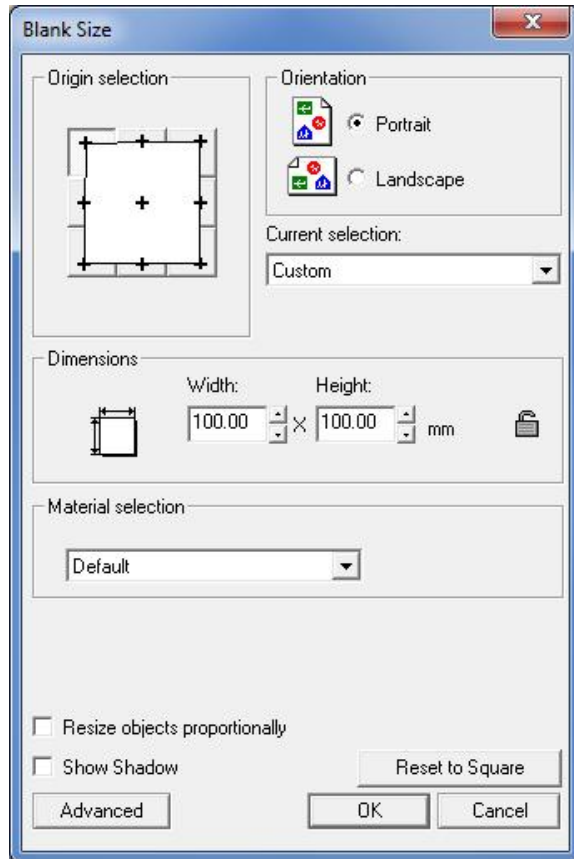 Blank Size
Origin selection
Orientation
Portrait
Landscape
Current selection:
Custom
Dimensions
Width:
Height:
100.00 X 100.00 mm
Material selection
Default
Resize objects proportionally
Show Shadow
Reset to Square
Advanced
OK
Cancel